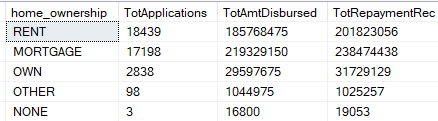 home_ownership TotApplications TotAmtDisbursed TotRepaymentRec
RENT 18439 185768475 201823056
MORTGAGE 17198 219329150 238474438
OWN 2838 29597675 31729129
OTHER 98 1044975 1025257
NONE 3 16800 19053